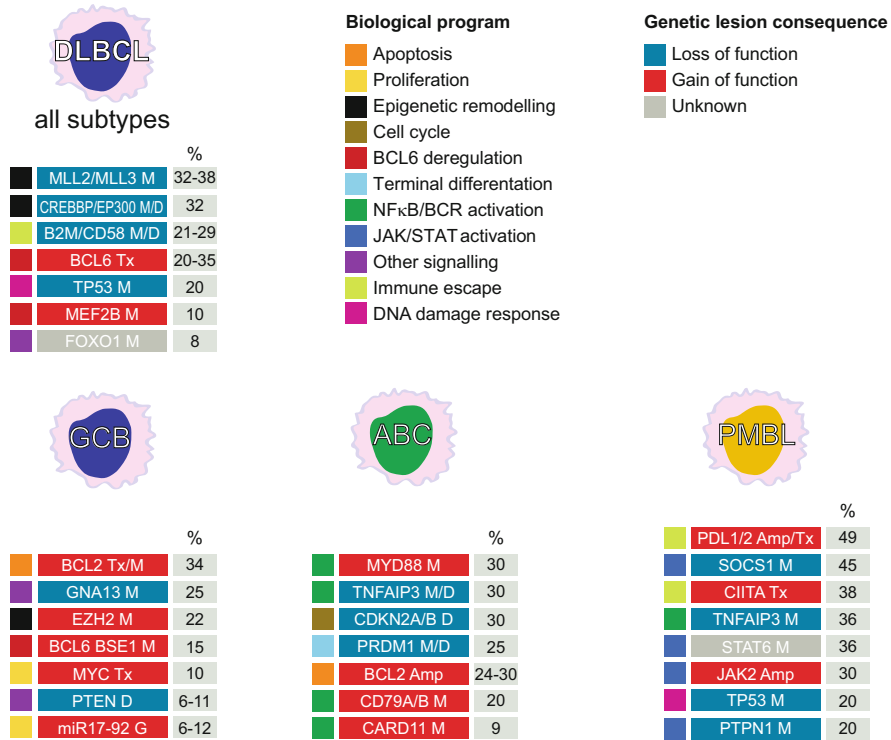 DLBCL
all subtypes
%
MLL2/MLL3 M 32-38
CREBBP/EP300 M/D 32
B2M/CD58 M/D 21-29
BCL6 Tx 20-35
TP53 M 20
MEF2B M 10
FOXO1 M 8
Biological program
Apoptosis
Proliferation
Epigenetic remodelling
Cell cycle
BCL6 deregulation
Terminal differentation
NFκB/BCR activation
JAK/STAT activation
Other signalling
Immune escape
DNA damage response
Genetic lesion consequence
Loss of function
Gain of function
Unknown
GCB
%
BCL2 Tx/M 34
GNA13 M 25
EZH2 M 22
BCL6 BSE1 M 15
MYC Tx 10
PTEN D 6-11
miR17-92 G 6-12
ABC
%
MYD88 M 30
TNFAIP3 M/D 30
CDKN2A/B D 30
PRDM1 M/D 25
BCL2 Amp 24-30
CD79A/B M 20
CARD11 M 9
PMBL
%
PDL1/2 Amp/Tx 49
SOCS1 M 45
CIITA Tx 38
TNFAIP3 M 36
STAT6 M 36
JAK2 Amp 30
TP53 M 20
PTPN1 M 20